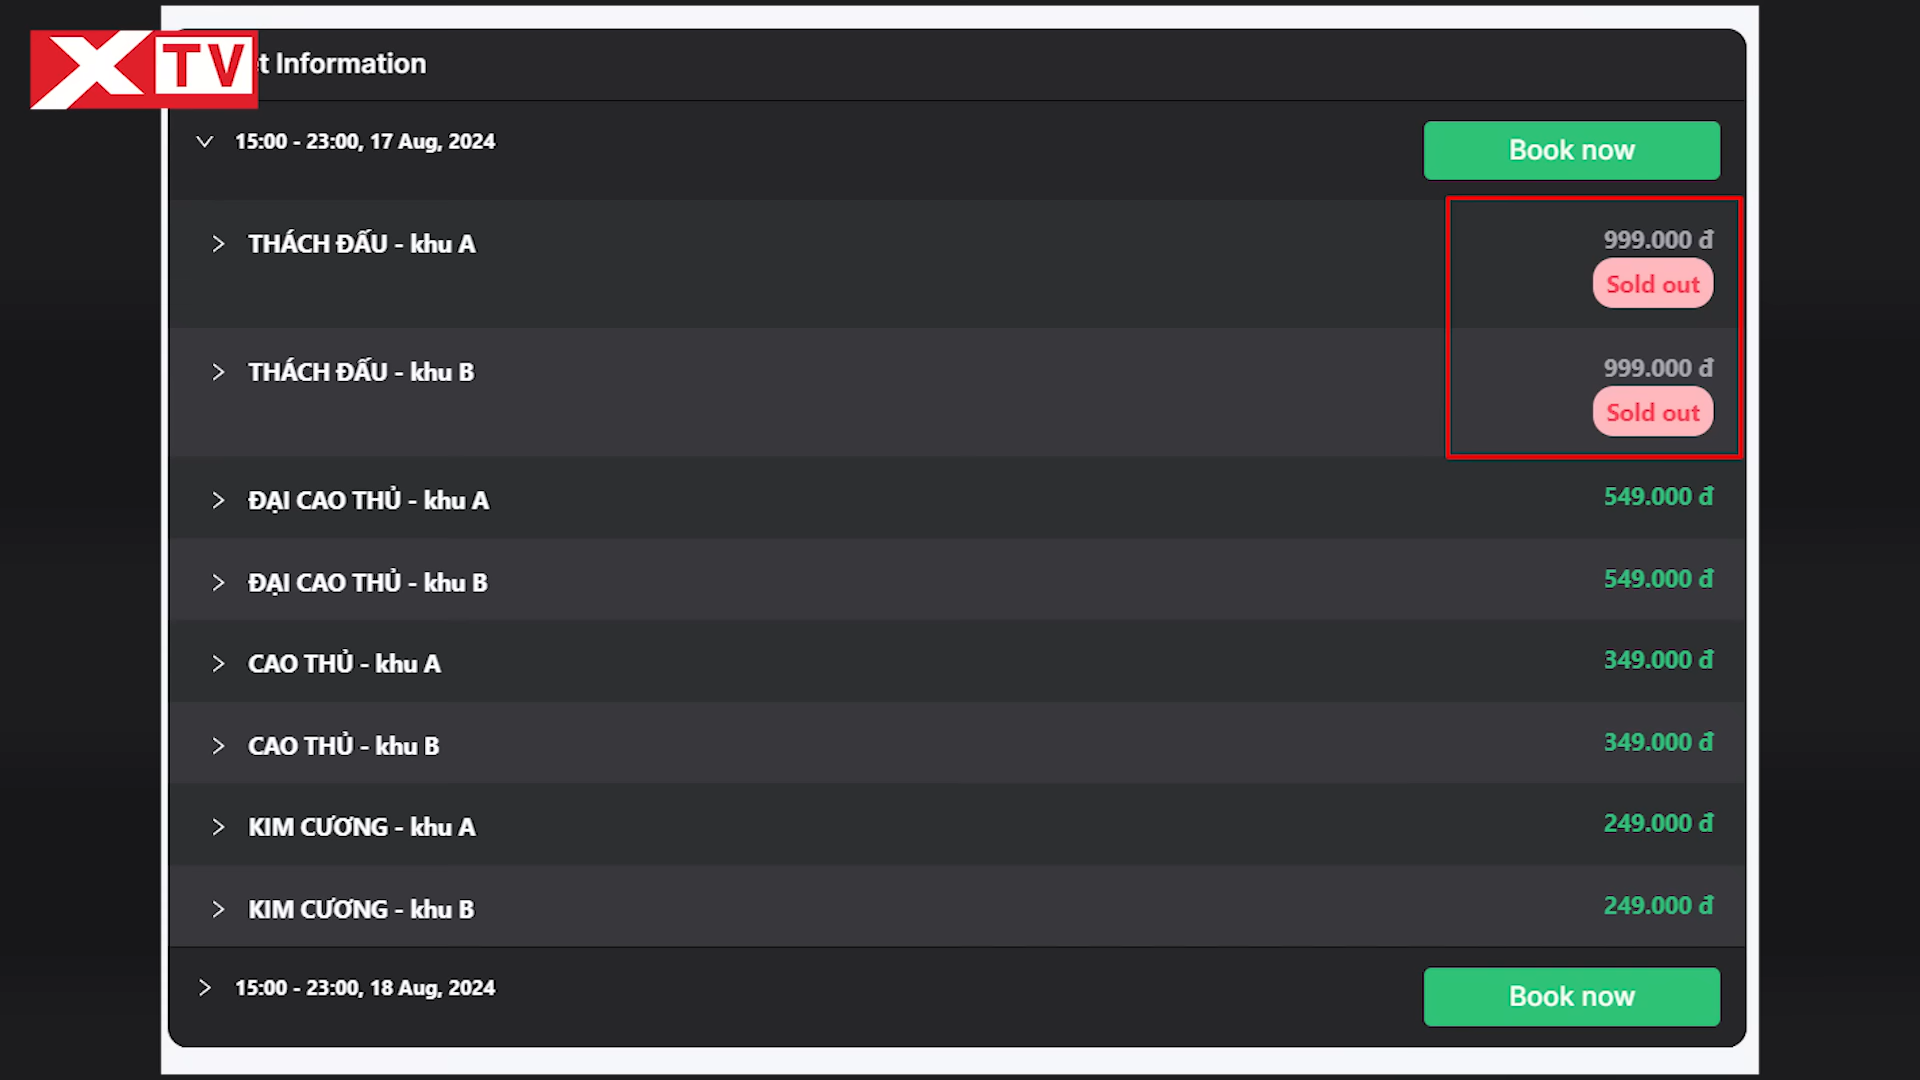 XTV
t Information
15:00 - 23:00, 17 Aug, 2024
Book now
THÁCH ĐẤU - khu A
999.000 đ
Sold out
THÁCH ĐẤU - khu B
999.000 đ
Sold out
ĐẠI CAO THỦ - khu A
549.000 đ
ĐẠI CAO THỦ - khu B
549.000 đ
CAO THỦ - khu A
349.000 đ
CAO THỦ - khu B
349.000 đ
KIM CƯƠNG - khu A
249.000 đ
KIM CƯƠNG - khu B
249.000 đ
15:00 - 23:00, 18 Aug, 2024
Book now